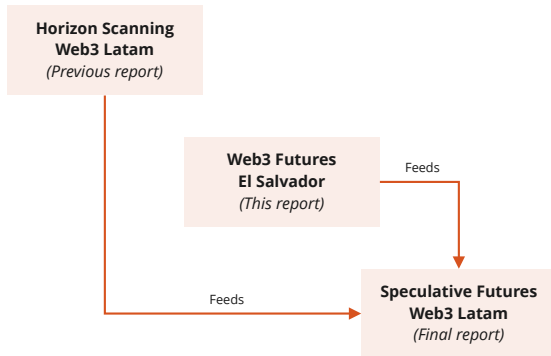 Horizon Scanning
Web3 Latam
(Previous report)
Web3 Futures
El Salvador
(This report)
Feeds
Feeds
Speculative Futures
Web3 Latam
(Final report)